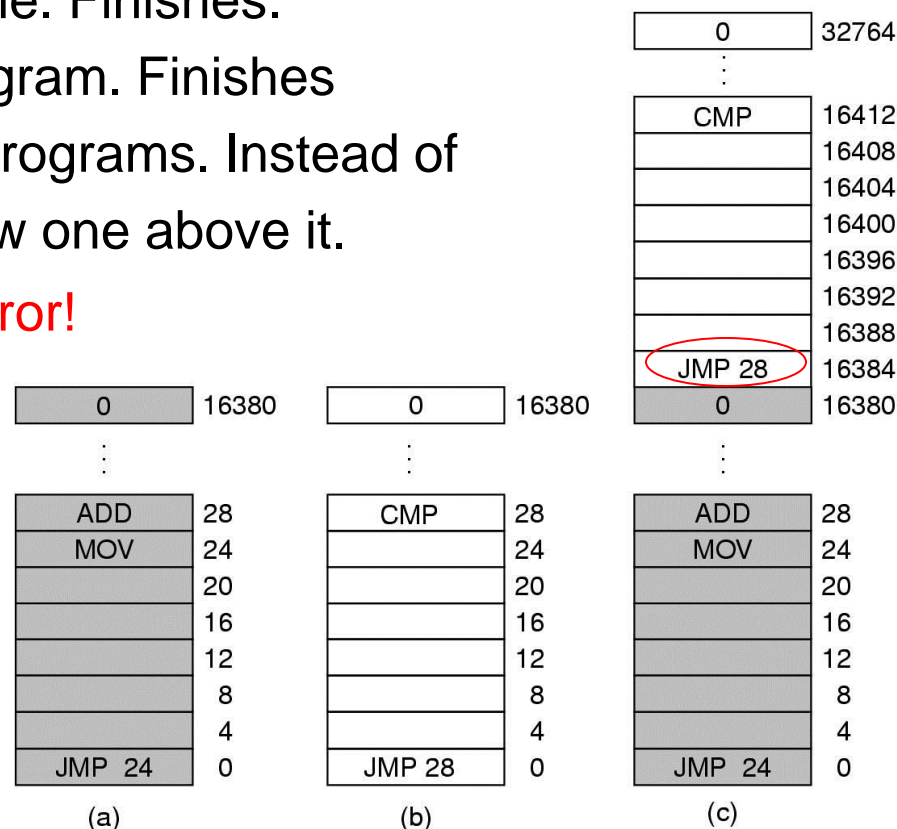 Finishes.
gram. Finishes
rograms. Instead of
w one above it.
ror!
0 16380
⋮
ADD 28
MOV 24
20
16
12
8
4
JMP 24 0
(a)
0 16380
⋮
CMP 28
24
20
16
12
8
4
JMP 28 0
(b)
0 32764
⋮
CMP 16412
16408
16404
16400
16396
16392
16388
JMP 28 16384
0 16380
⋮
ADD 28
MOV 24
20
16
12
8
4
JMP 24 0
(c)